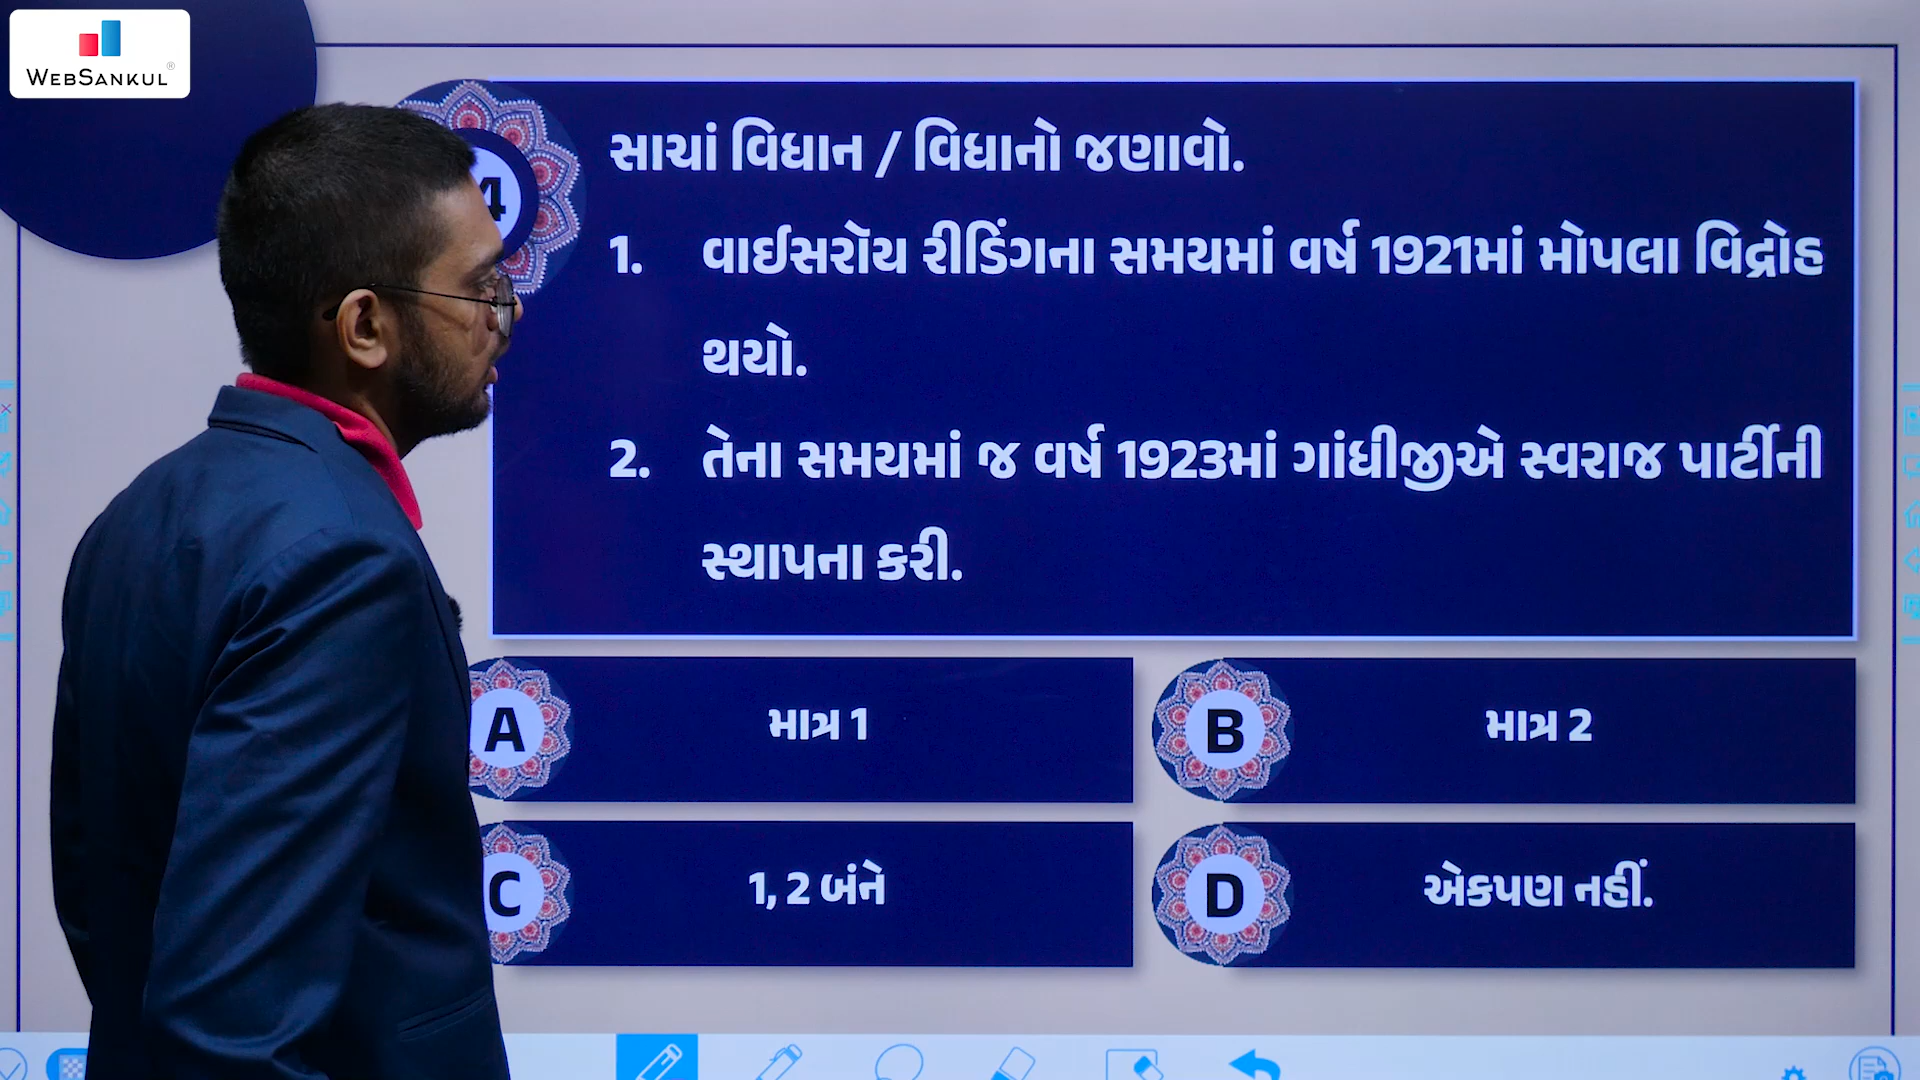 WEBSANKUL®
4
સાચાં વિધાન / વિધાનો જણાવો.
1. વાઈસરૉય રીડિંગના સમયમાં વર્ષ 1921માં મોપલા વિદ્રોહ
થયો.
2. તેના સમયમાં જ વર્ષ 1923માં ગાંધીજીએ સ્વરાજ પાર્ટીની
સ્થાપના કરી.
A માત્ર 1
B માત્ર 2
C 1, 2 બંને
D એકપણ નહીં.